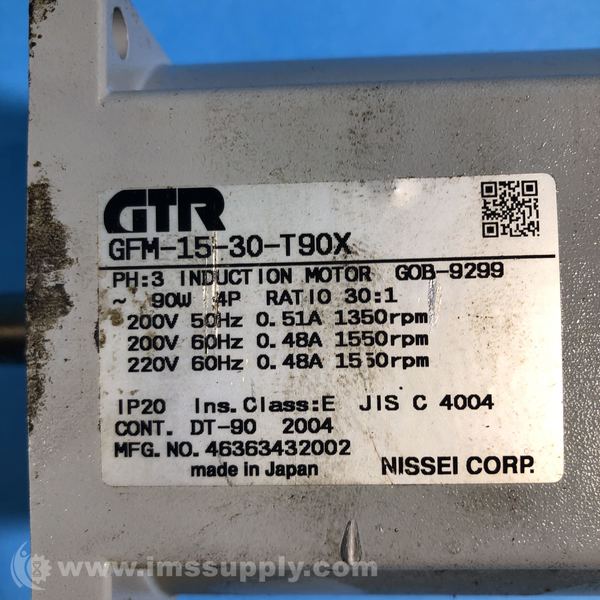 GTR
GFM-15-30-T90X
PH:3 INDUCTION MOTOR GOB-9299
~ 90W 4P RATIO 30:1
200V 50Hz 0.51A 1350rpm
200V 60Hz 0.48A 1550rpm
220V 60Hz 0.48A 1550rpm
IP20 Ins.Class:E JIS C 4004
CONT. DT-90 2004
MFG.NO.46363432002
made in Japan NISSEI CORP.
www.imssupply.com